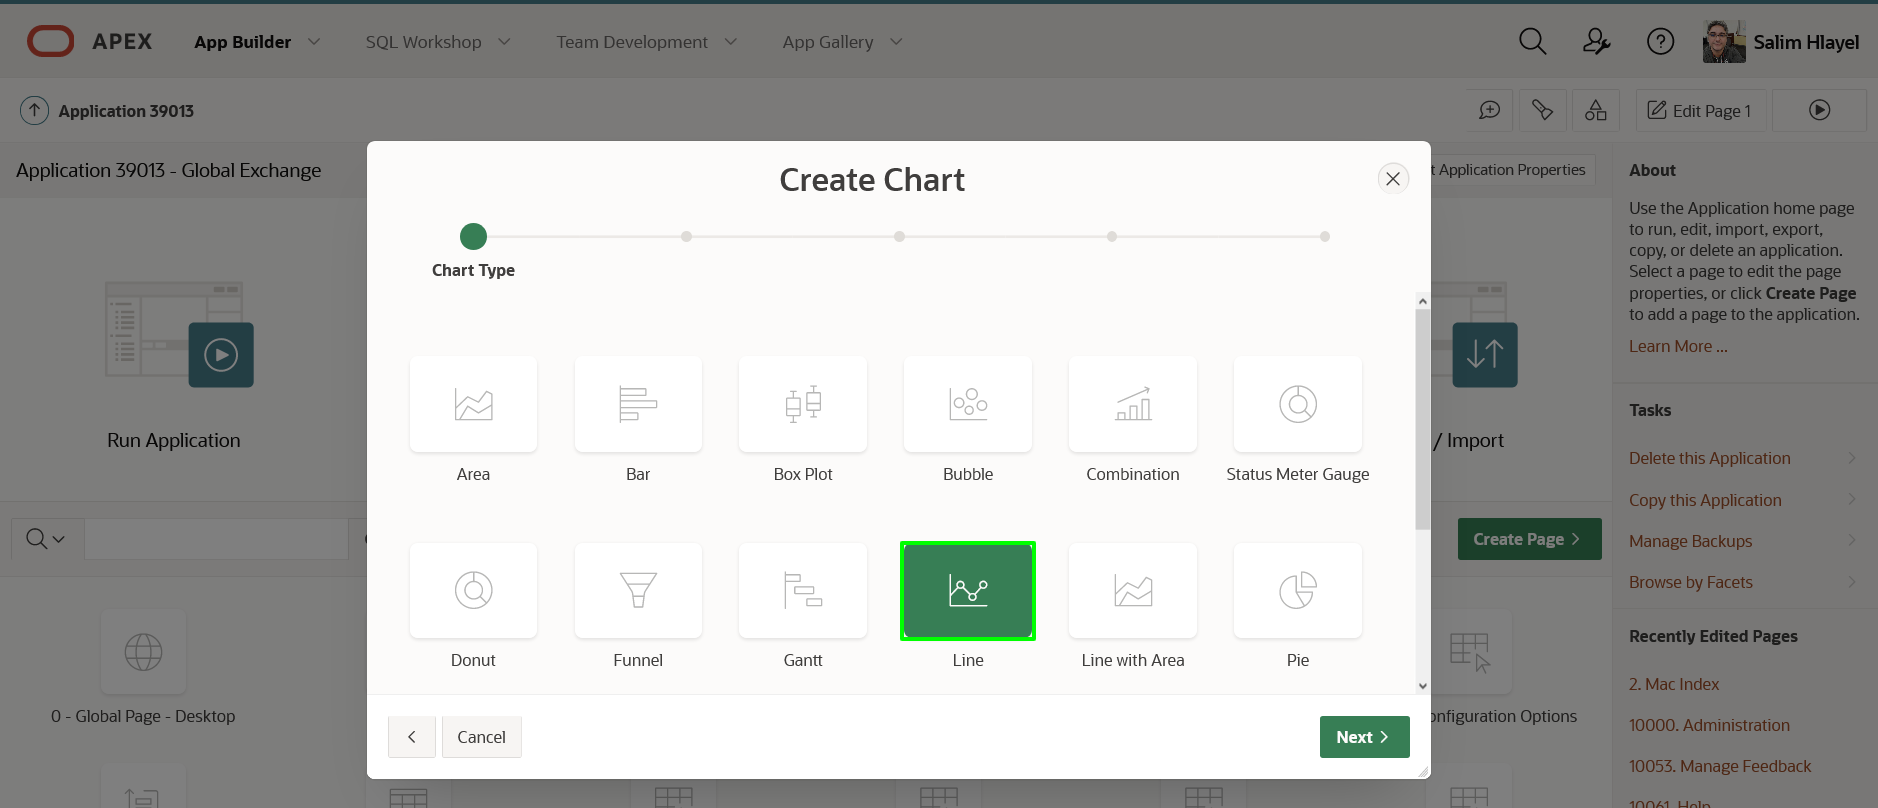 APEX
App Builder
SQL Workshop
Team Development
App Gallery
Salim Hlayel
Application 39013
Edit Page 1
Application 39013 - Global Exchange
t Application Properties
Create Chart
Chart Type
Area
Bar
Box Plot
Bubble
Combination
Status Meter Gauge
Donut
Funnel
Gantt
Line
Line with Area
Pie
Cancel
Next
Run Application
/ Import
Create Page
0 - Global Page - Desktop
onfiguration Options
About
Use the Application home page
to run, edit, import, export,
copy, or delete an application.
Select a page to edit the page
properties, or click Create Page
to add a page to the application.
Learn More ...
Tasks
Delete this Application
Copy this Application
Manage Backups
Browse by Facets
Recently Edited Pages
2. Mac Index
10000. Administration
10053. Manage Feedback
10061. Help